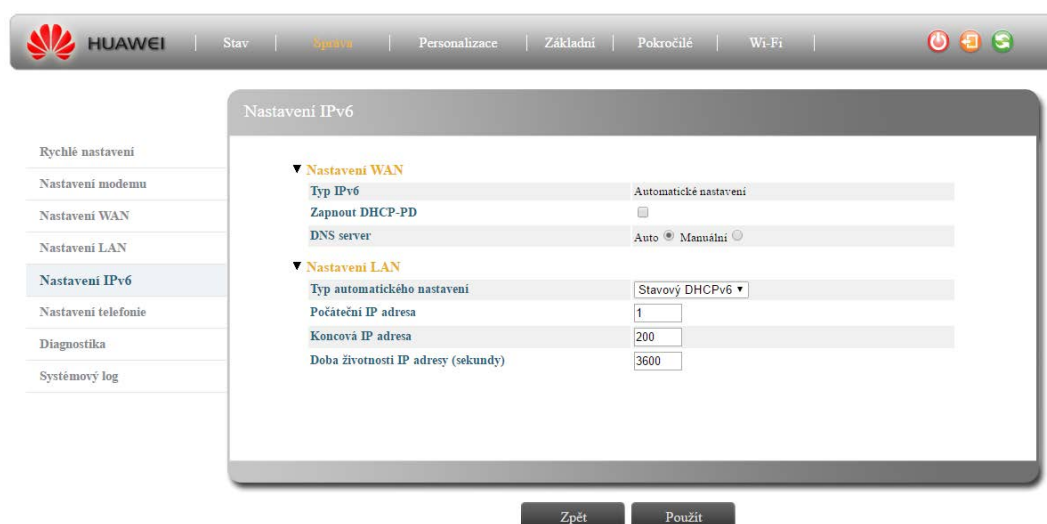 HUAWEI | Stav | Správa | Personalizace | Základní | Pokročilé | Wi-Fi |
Nastavení IPv6
Rychlé nastavení
Nastavení modemu
Nastavení WAN
Nastavení LAN
Nastavení IPv6
Nastavení telefonie
Diagnostika
Systémový log
Nastavení WAN
Typ IPv6 Automatické nastavení
Zapnout DHCP-PD
DNS server Auto Manuální
Nastavení LAN
Typ automatického nastavení Stavový DHCPv6
Počáteční IP adresa 1
Koncová IP adresa 200
Doba životnosti IP adresy (sekundy) 3600
Zpět Použít